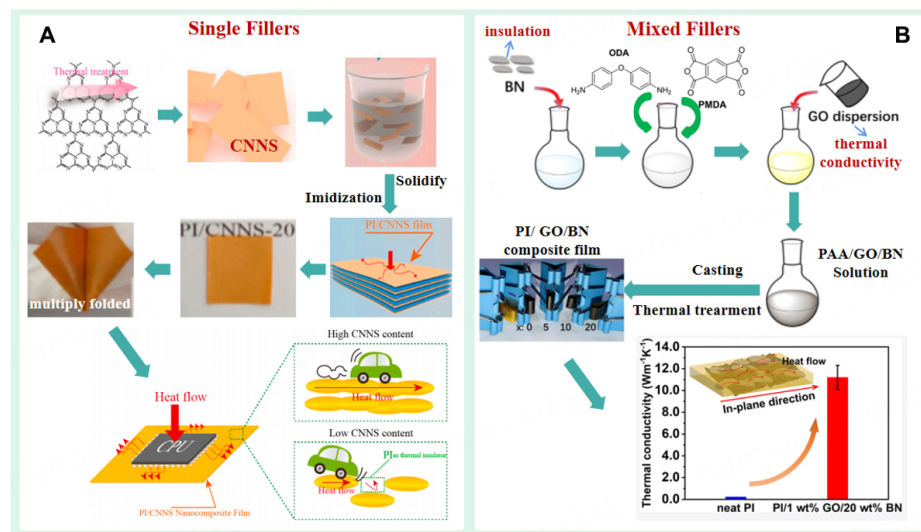 A
Single Fillers
Thermal treatment
CNNS
Solidify
Imidization
PI/CNNS film
PI/CNNS-20
multiply folded
High CNNS content
Heat flow
Low CNNS content
PI as thermal insulator
Heat flow
Heat flow
CPU
PI/CNNS Nanocomposite Film
B
Mixed Fillers
insulation
BN
ODA
H₂N
NH₂
O
O
O
O
O
O
O
PMDA
GO dispersion
thermal
conductivity
PAA/GO/BN
Solution
Casting
Thermal trearment
PI/ GO/BN
composite film
x: 0 5 10 20
Thermal conductivity (Wm⁻¹K⁻¹)
14.0
12.0
10.0
8.0
6.0
4.0
2.0
0.0
Heat flow
In-plane direction
neat PI
PI/1 wt% GO/20 wt% BN